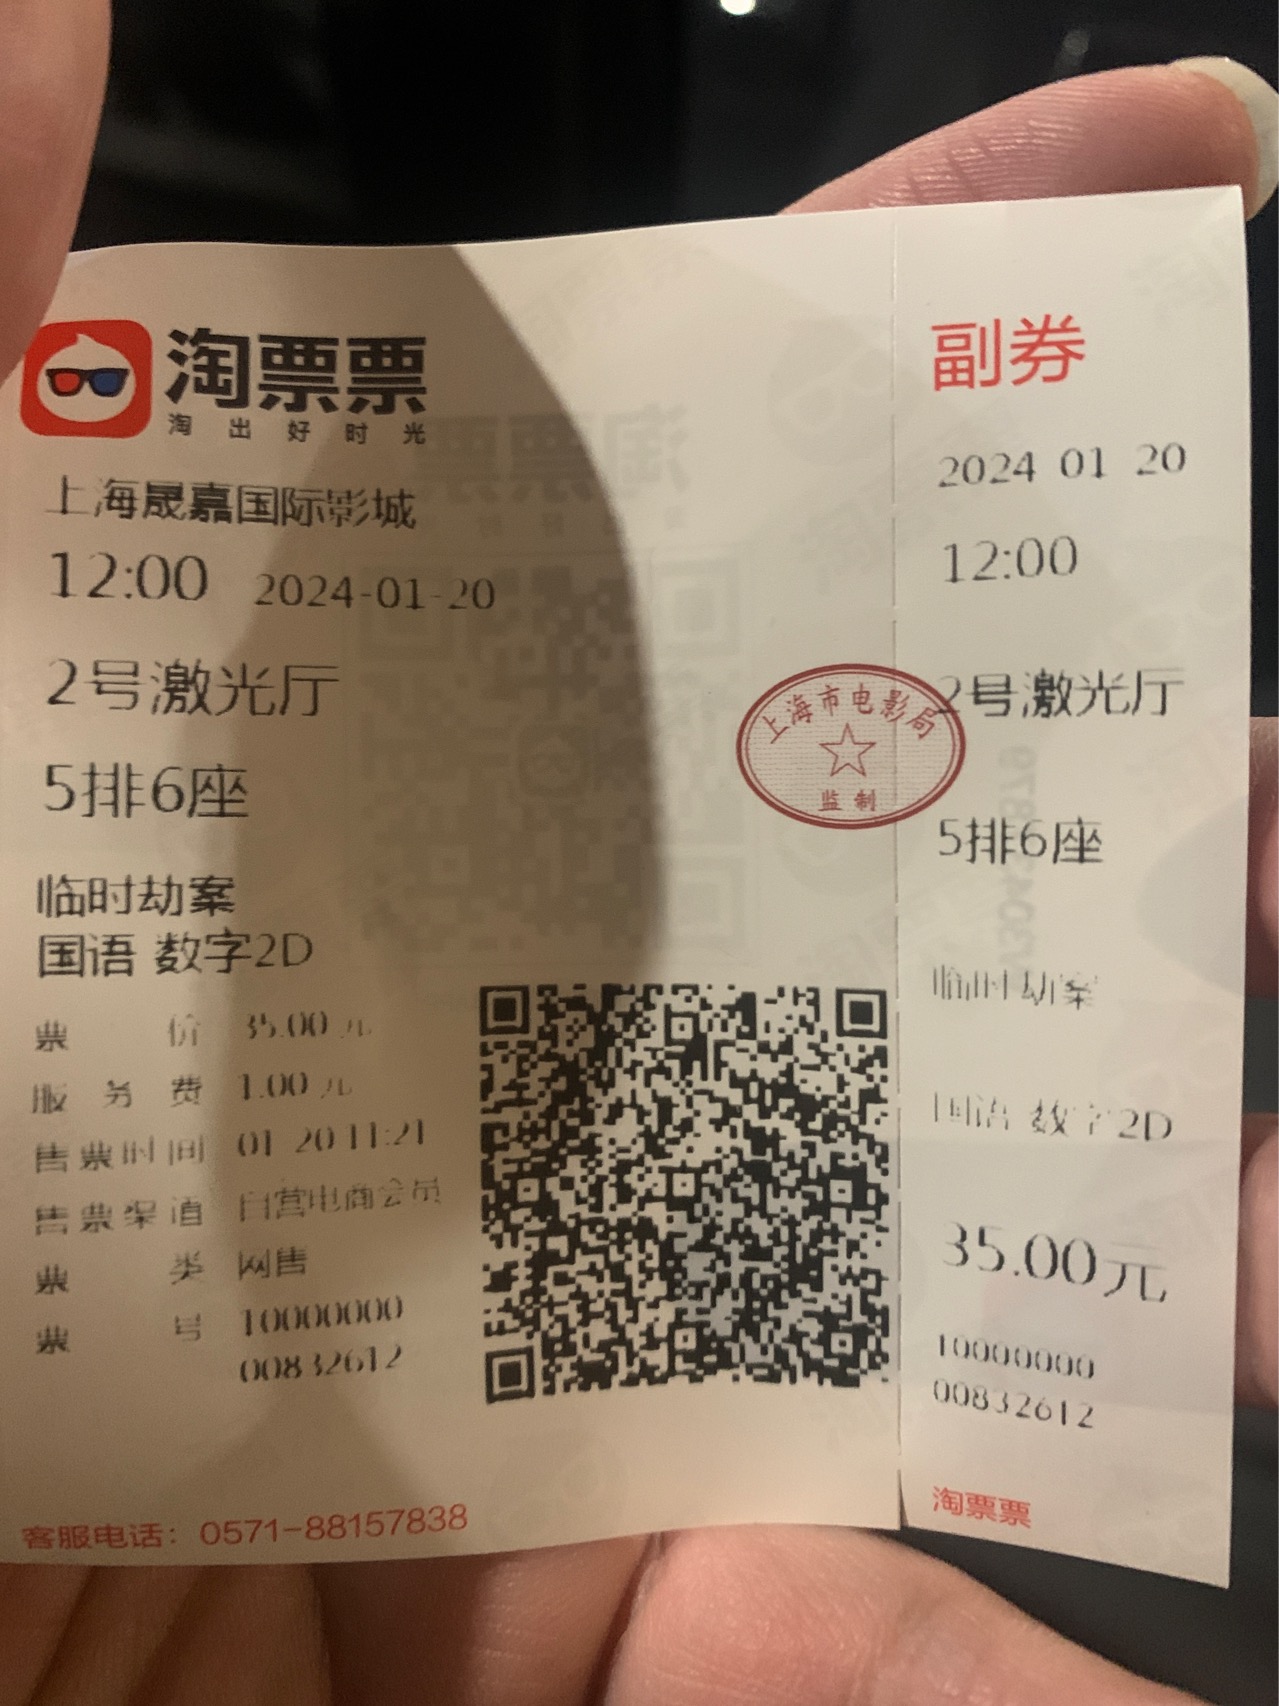 淘票票
淘出好时光
上海晟嘉国际影城
12:00 2024-01-20
2号激光厅
5排6座
临时劫案
国语 数字2D
票价 35.00元
服务费 1.00元
售票时间 01 20 11:21
售票渠道 自营电商会员
票类 网售
票号 10000000
00832612
客服电话：0571-88157838
上海市电影局
监制
副券
2024 01 20
12:00
2号激光厅
5排6座
临时劫案
国语 数字2D
35.00元
10000000
00832612
淘票票